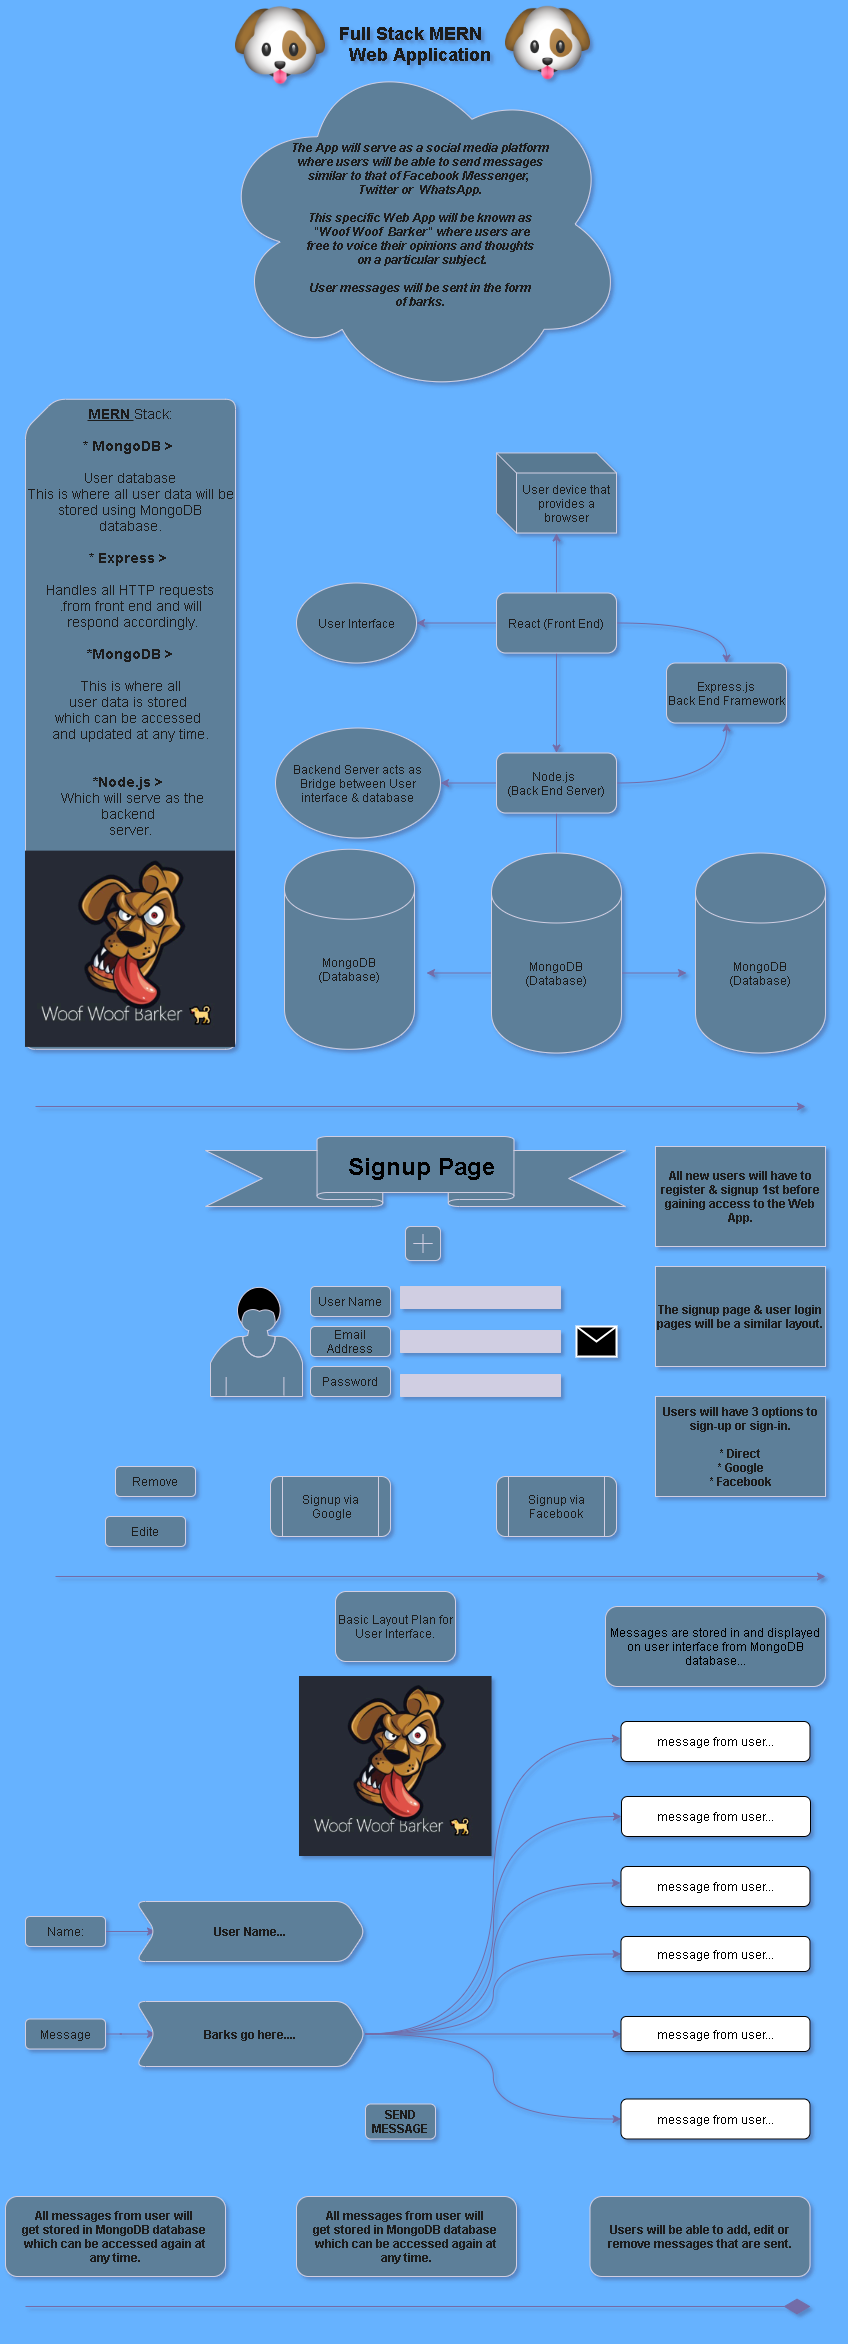 Full Stack MERN
Web Application
The App will serve as a social media platform
where users will be able to send messages
similar to that of Facebook Messenger,
Twitter or WhatsApp.
This specific Web App will be known as
"Woof Woof Barker" where users are
free to voice their opinions and thoughts
on a particular subject.
User messages will be sent in the form
of barks.
MERN Stack:
* MongoDB >
User database
This is where all user data will be
stored using MongoDB
database.
* Express >
Handles all HTTP requests
.from front end and will
respond accordingly.
*MongoDB >
This is where all
user data is stored
which can be accessed
and updated at any time.
*Node.js >
Which will serve as the
backend
server.
Woof Woof Barker
User device that
provides a
browser
User Interface
React (Front End)
Express.js
Back End Framework
Backend Server acts as
Bridge between User
interface & database
Node.js
(Back End Server)
MongoDB
(Database)
MongoDB
(Database)
MongoDB
(Database)
Signup Page
All new users will have to
register & signup 1st before
gaining access to the Web
App.
User Name
Email
Address
Password
The signup page & user login
pages will be a similar layout.
Users will have 3 options to
sign-up or sign-in.
* Direct
* Google
* Facebook
Remove
Edite
Signup via
Google
Signup via
Facebook
Basic Layout Plan for
User Interface.
Messages are stored in and displayed
on user interface from MongoDB
database...
Woof Woof Barker
message from user...
message from user...
message from user...
message from user...
message from user...
message from user...
Name:
User Name...
Message
Barks go here....
SEND
MESSAGE
All messages from user will
get stored in MongoDB database
which can be accessed again at
any time.
All messages from user will
get stored in MongoDB database
which can be accessed again at
any time.
Users will be able to add, edit or
remove messages that are sent.